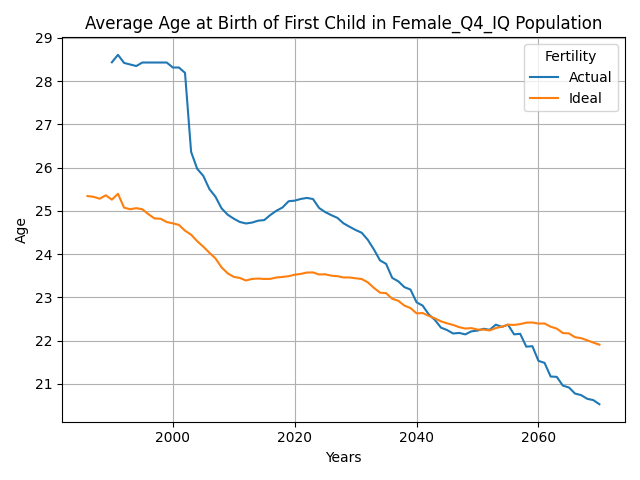 Average Age at Birth of First Child in Female_Q4_IQ Population
Fertility
Actual
Ideal
29
28
27
26
25
24
23
22
21
Age
2000
2020
2040
2060
Years